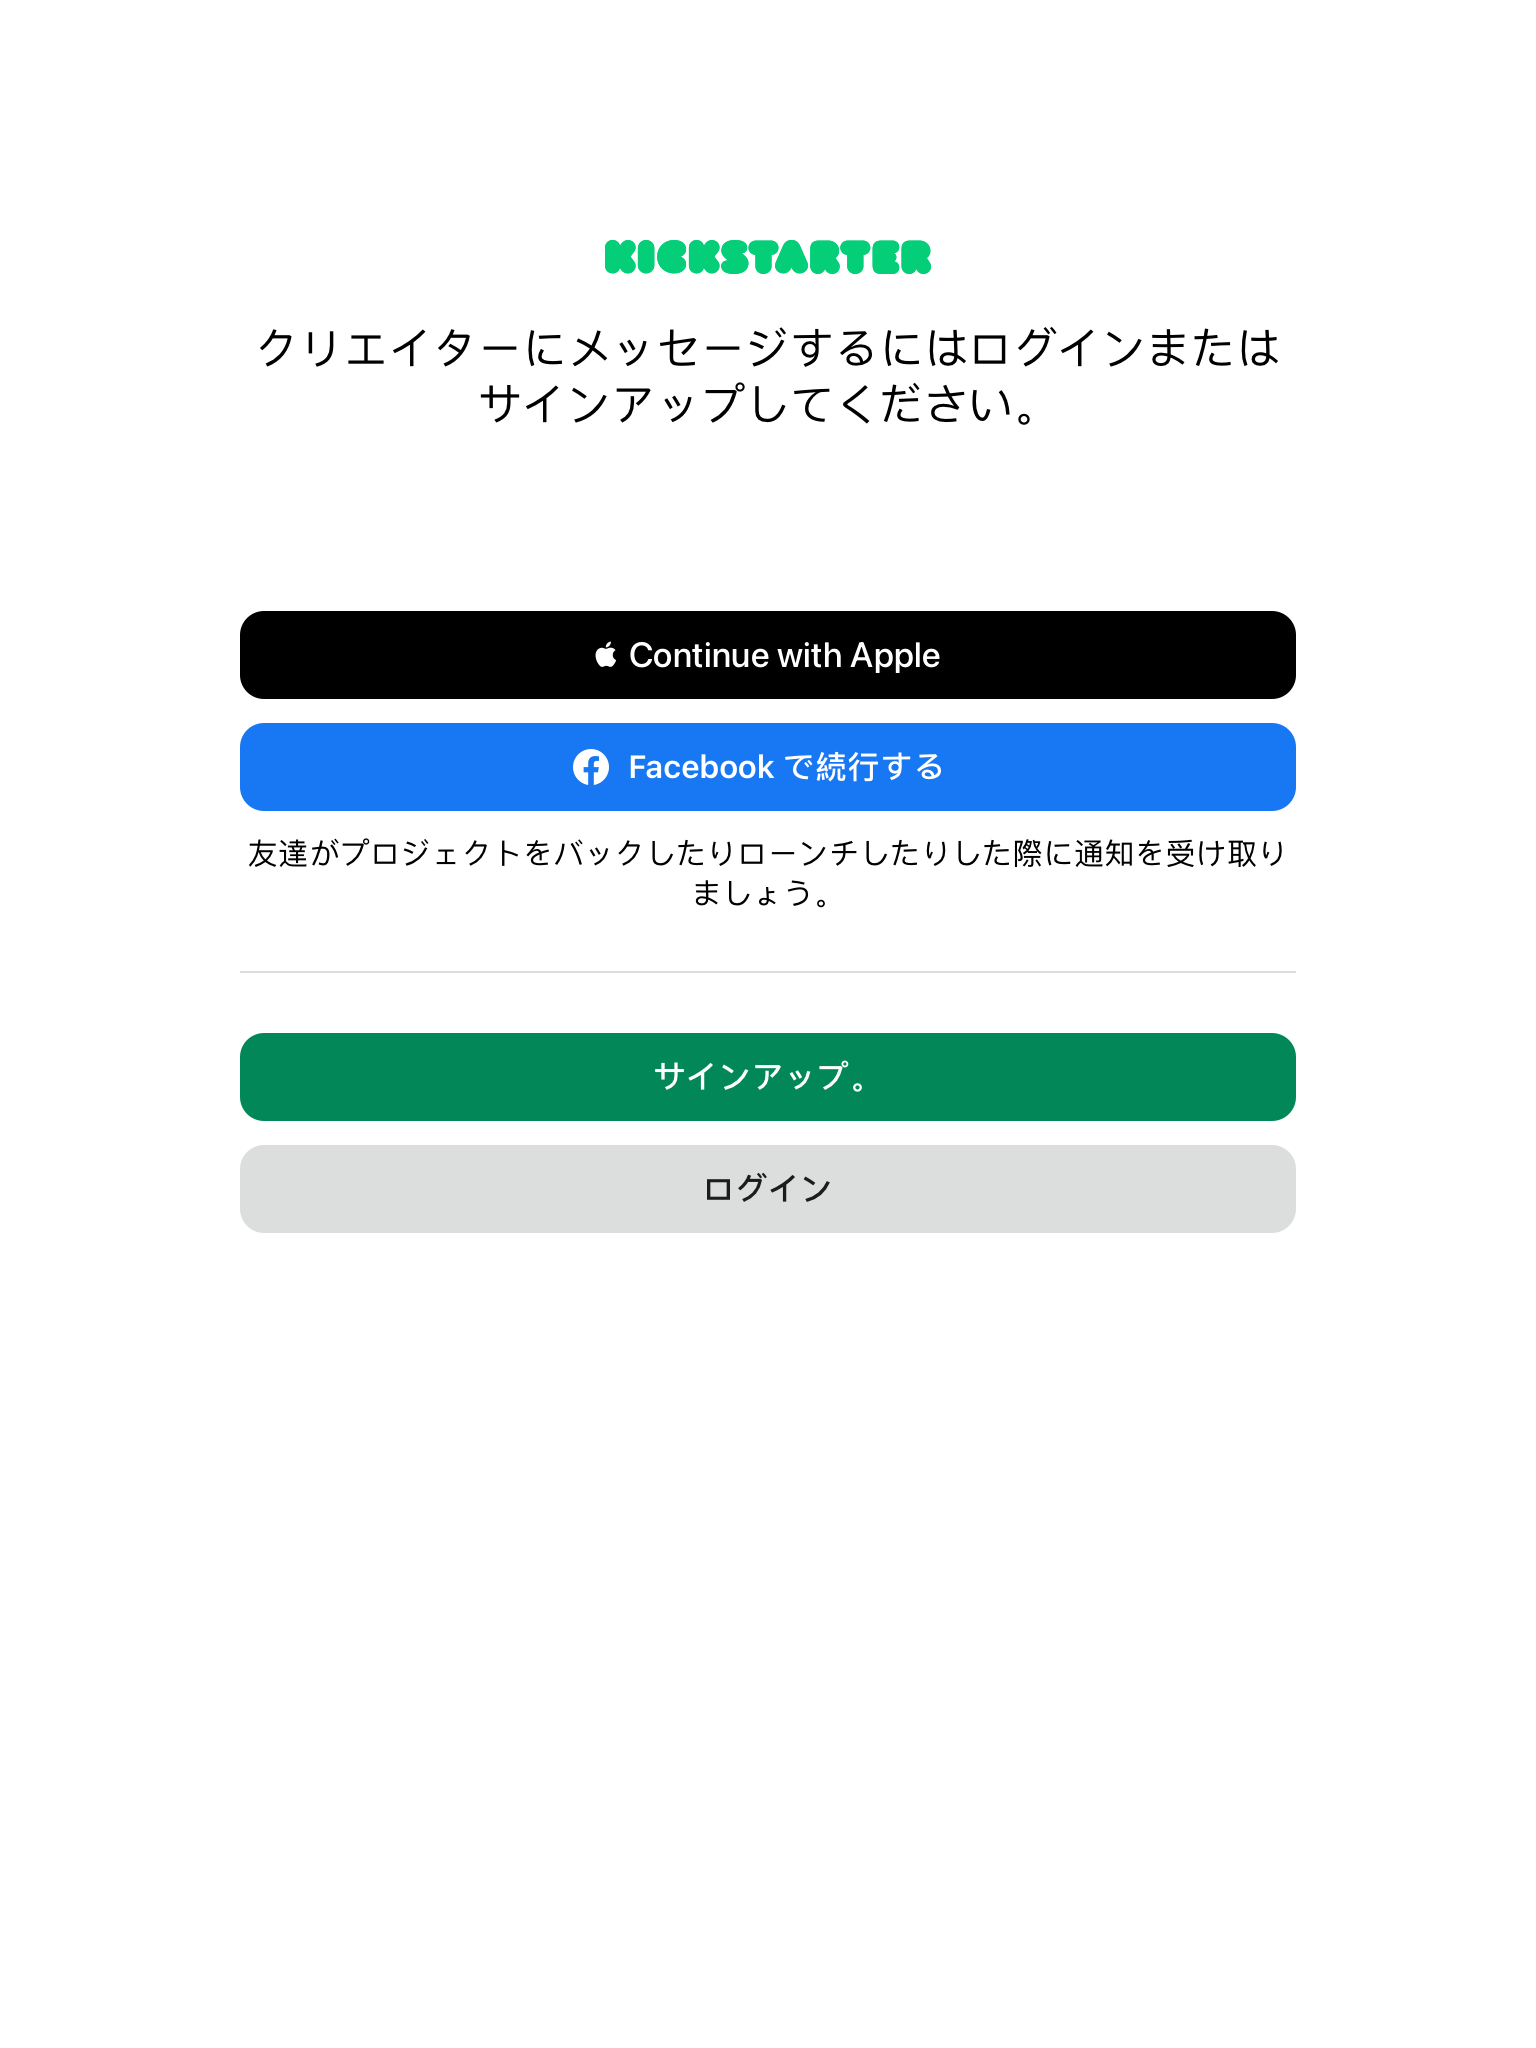 KICKSTARTER
クリエイターにメッセージするにはログインまたは
サインアップしてください。
Continue with Apple
Facebook で続行する
友達がプロジェクトをバックしたりローンチしたりした際に通知を受け取り
ましょう。
サインアップ。
ログイン